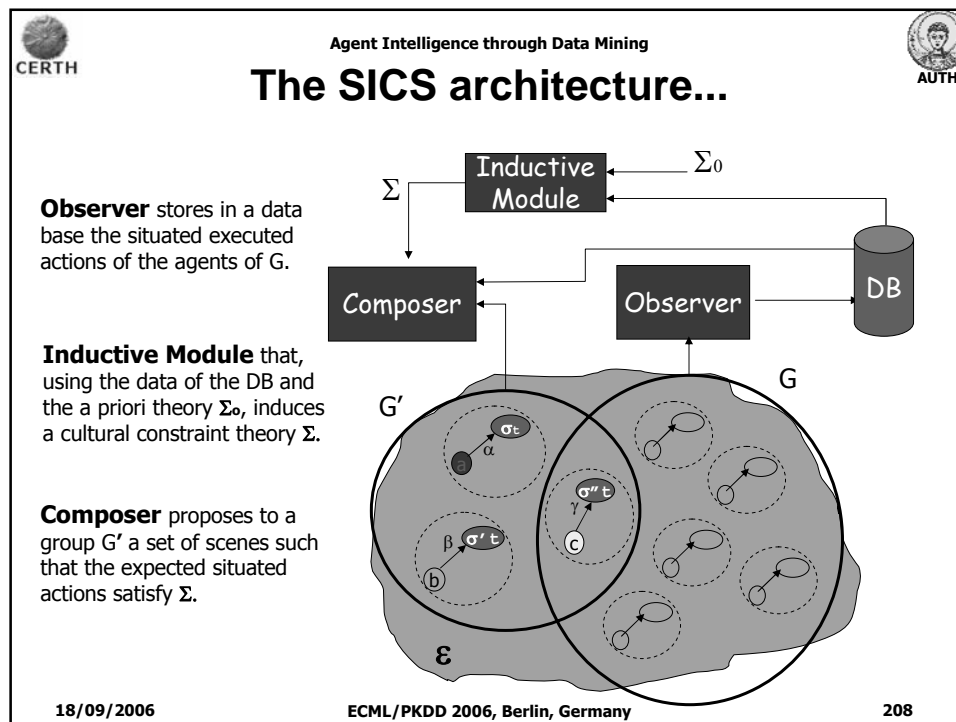 CERTH
Agent Intelligence through Data Mining
AUTH
The SICS architecture...
Observer stores in a data
base the situated executed
actions of the agents of G.
Inductive Module that,
using the data of the DB and
the a priori theory Σo, induces
a cultural constraint theory Σ.
Composer proposes to a
group G’ a set of scenes such
that the expected situated
actions satisfy Σ.
Inductive
Module
Σ0
Σ
Composer
Observer
DB
G’
G
σt
a
α
σ’ t
β
b
σ” t
γ
c
ε
18/09/2006
ECML/PKDD 2006, Berlin, Germany
208